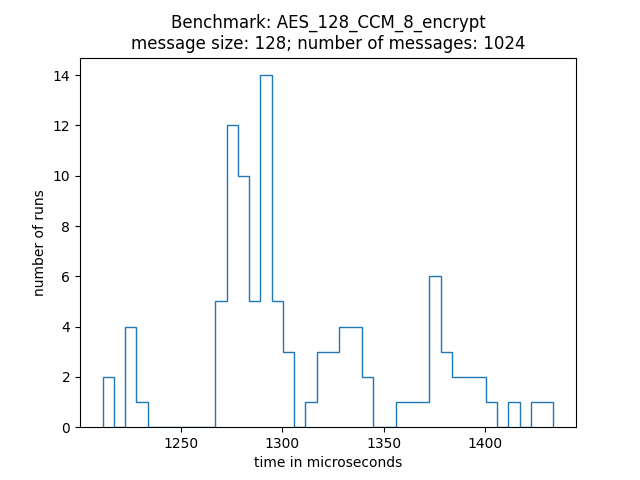 Benchmark: AES_128_CCM_8_encrypt
message size: 128; number of messages: 1024
14
12
10
8
6
4
2
0
number of runs
1250 1300 1350 1400
time in microseconds